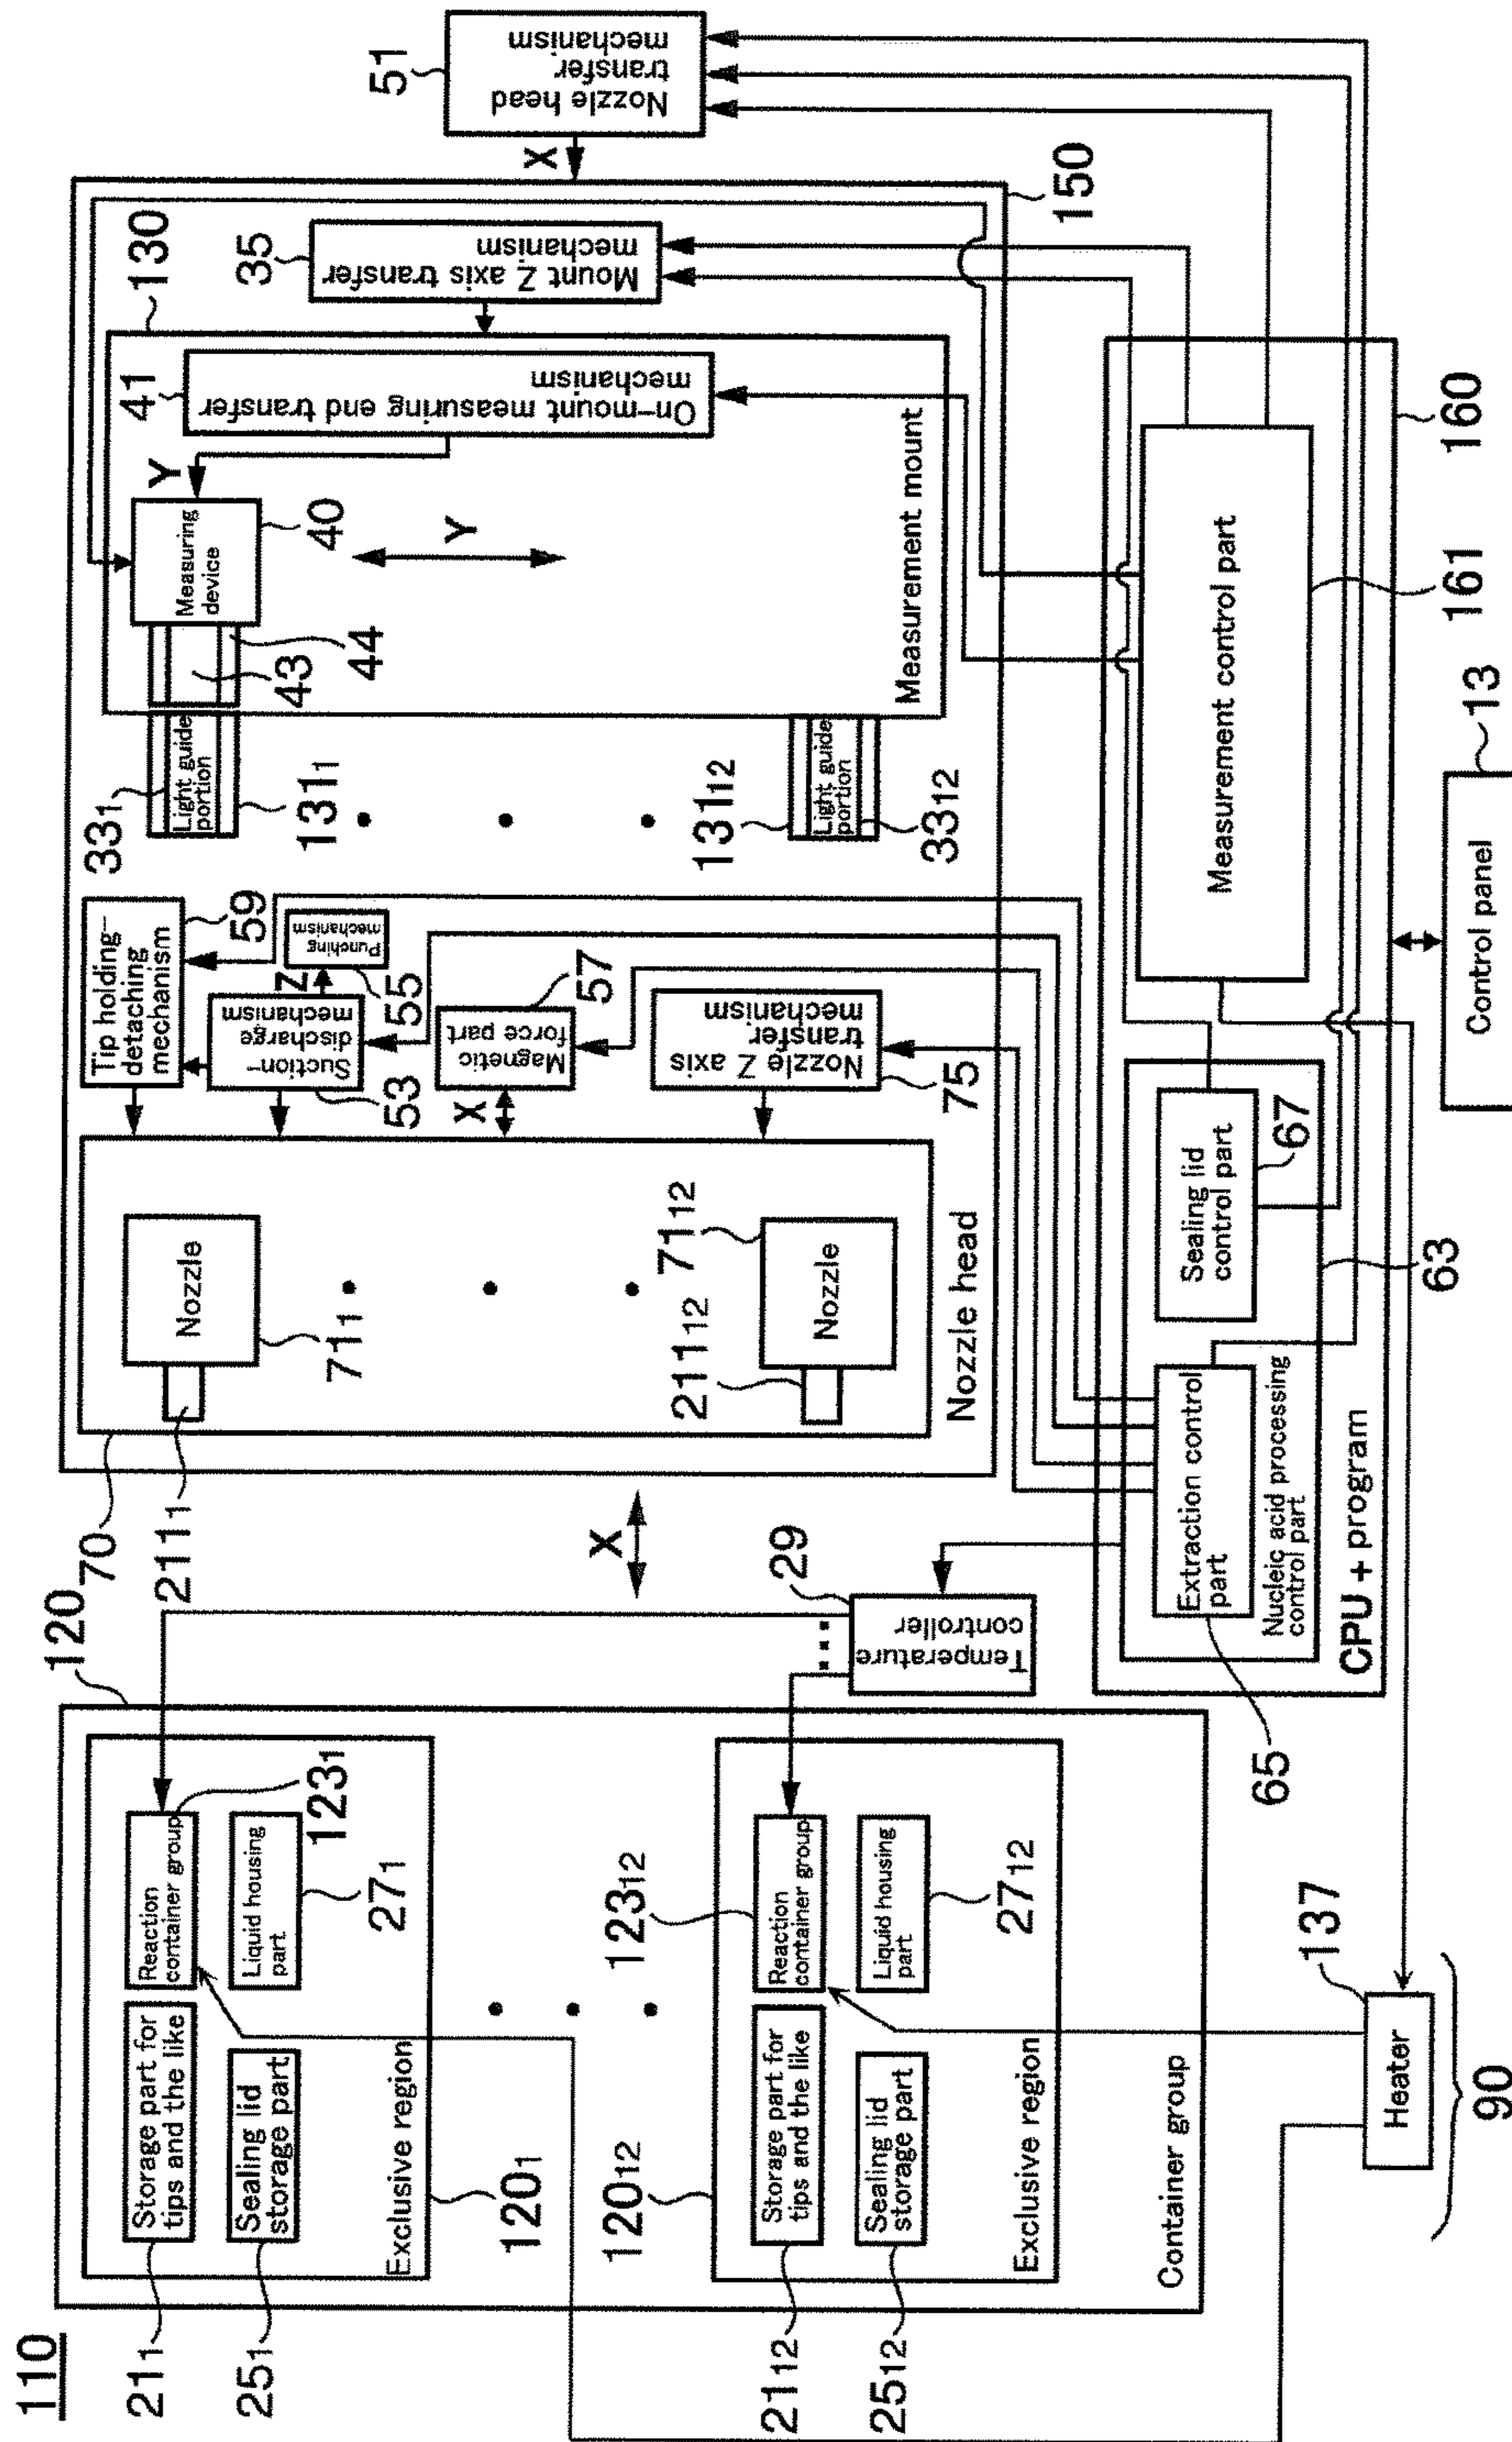 110
120
Storage part for
tips and the like
21₁
Reaction
container group
123₁
Sealing lid
storage part
25₁
Liquid housing
part
27₁
Exclusive region
120₁
Storage part for
tips and the like
21₁₂
Reaction
container group
123₁₂
Sealing lid
storage part
25₁₂
Liquid housing
part
27₁₂
Exclusive region
120₁₂
Container group
Heater
137
90
X
Temperature
controller
29
70
Nozzle
71₁
211₁
Nozzle
71₁₂
211₁₂
Nozzle head
Tip holding-
detaching
mechanism
59
Suction-
discharge
mechanism
53
Z
Punching
mechanism
55
X
Magnetic
force part
57
Nozzle Z axis
transfer
mechanism
75
Light guide
portion
33₁
131₁
Light guide
portion
33₁₂
131₁₂
43
44
Measuring
device
40
Y
Y
On-mount measuring end transfer
mechanism
41
Measurement mount
130
Mount Z axis transfer
mechanism
35
150
X
Nozzle head
transfer
mechanism
51
Extraction control
part
65
Sealing lid
control part
67
Nucleic acid processing
control part
63
CPU + program
Measurement control part
161
160
Control panel
13